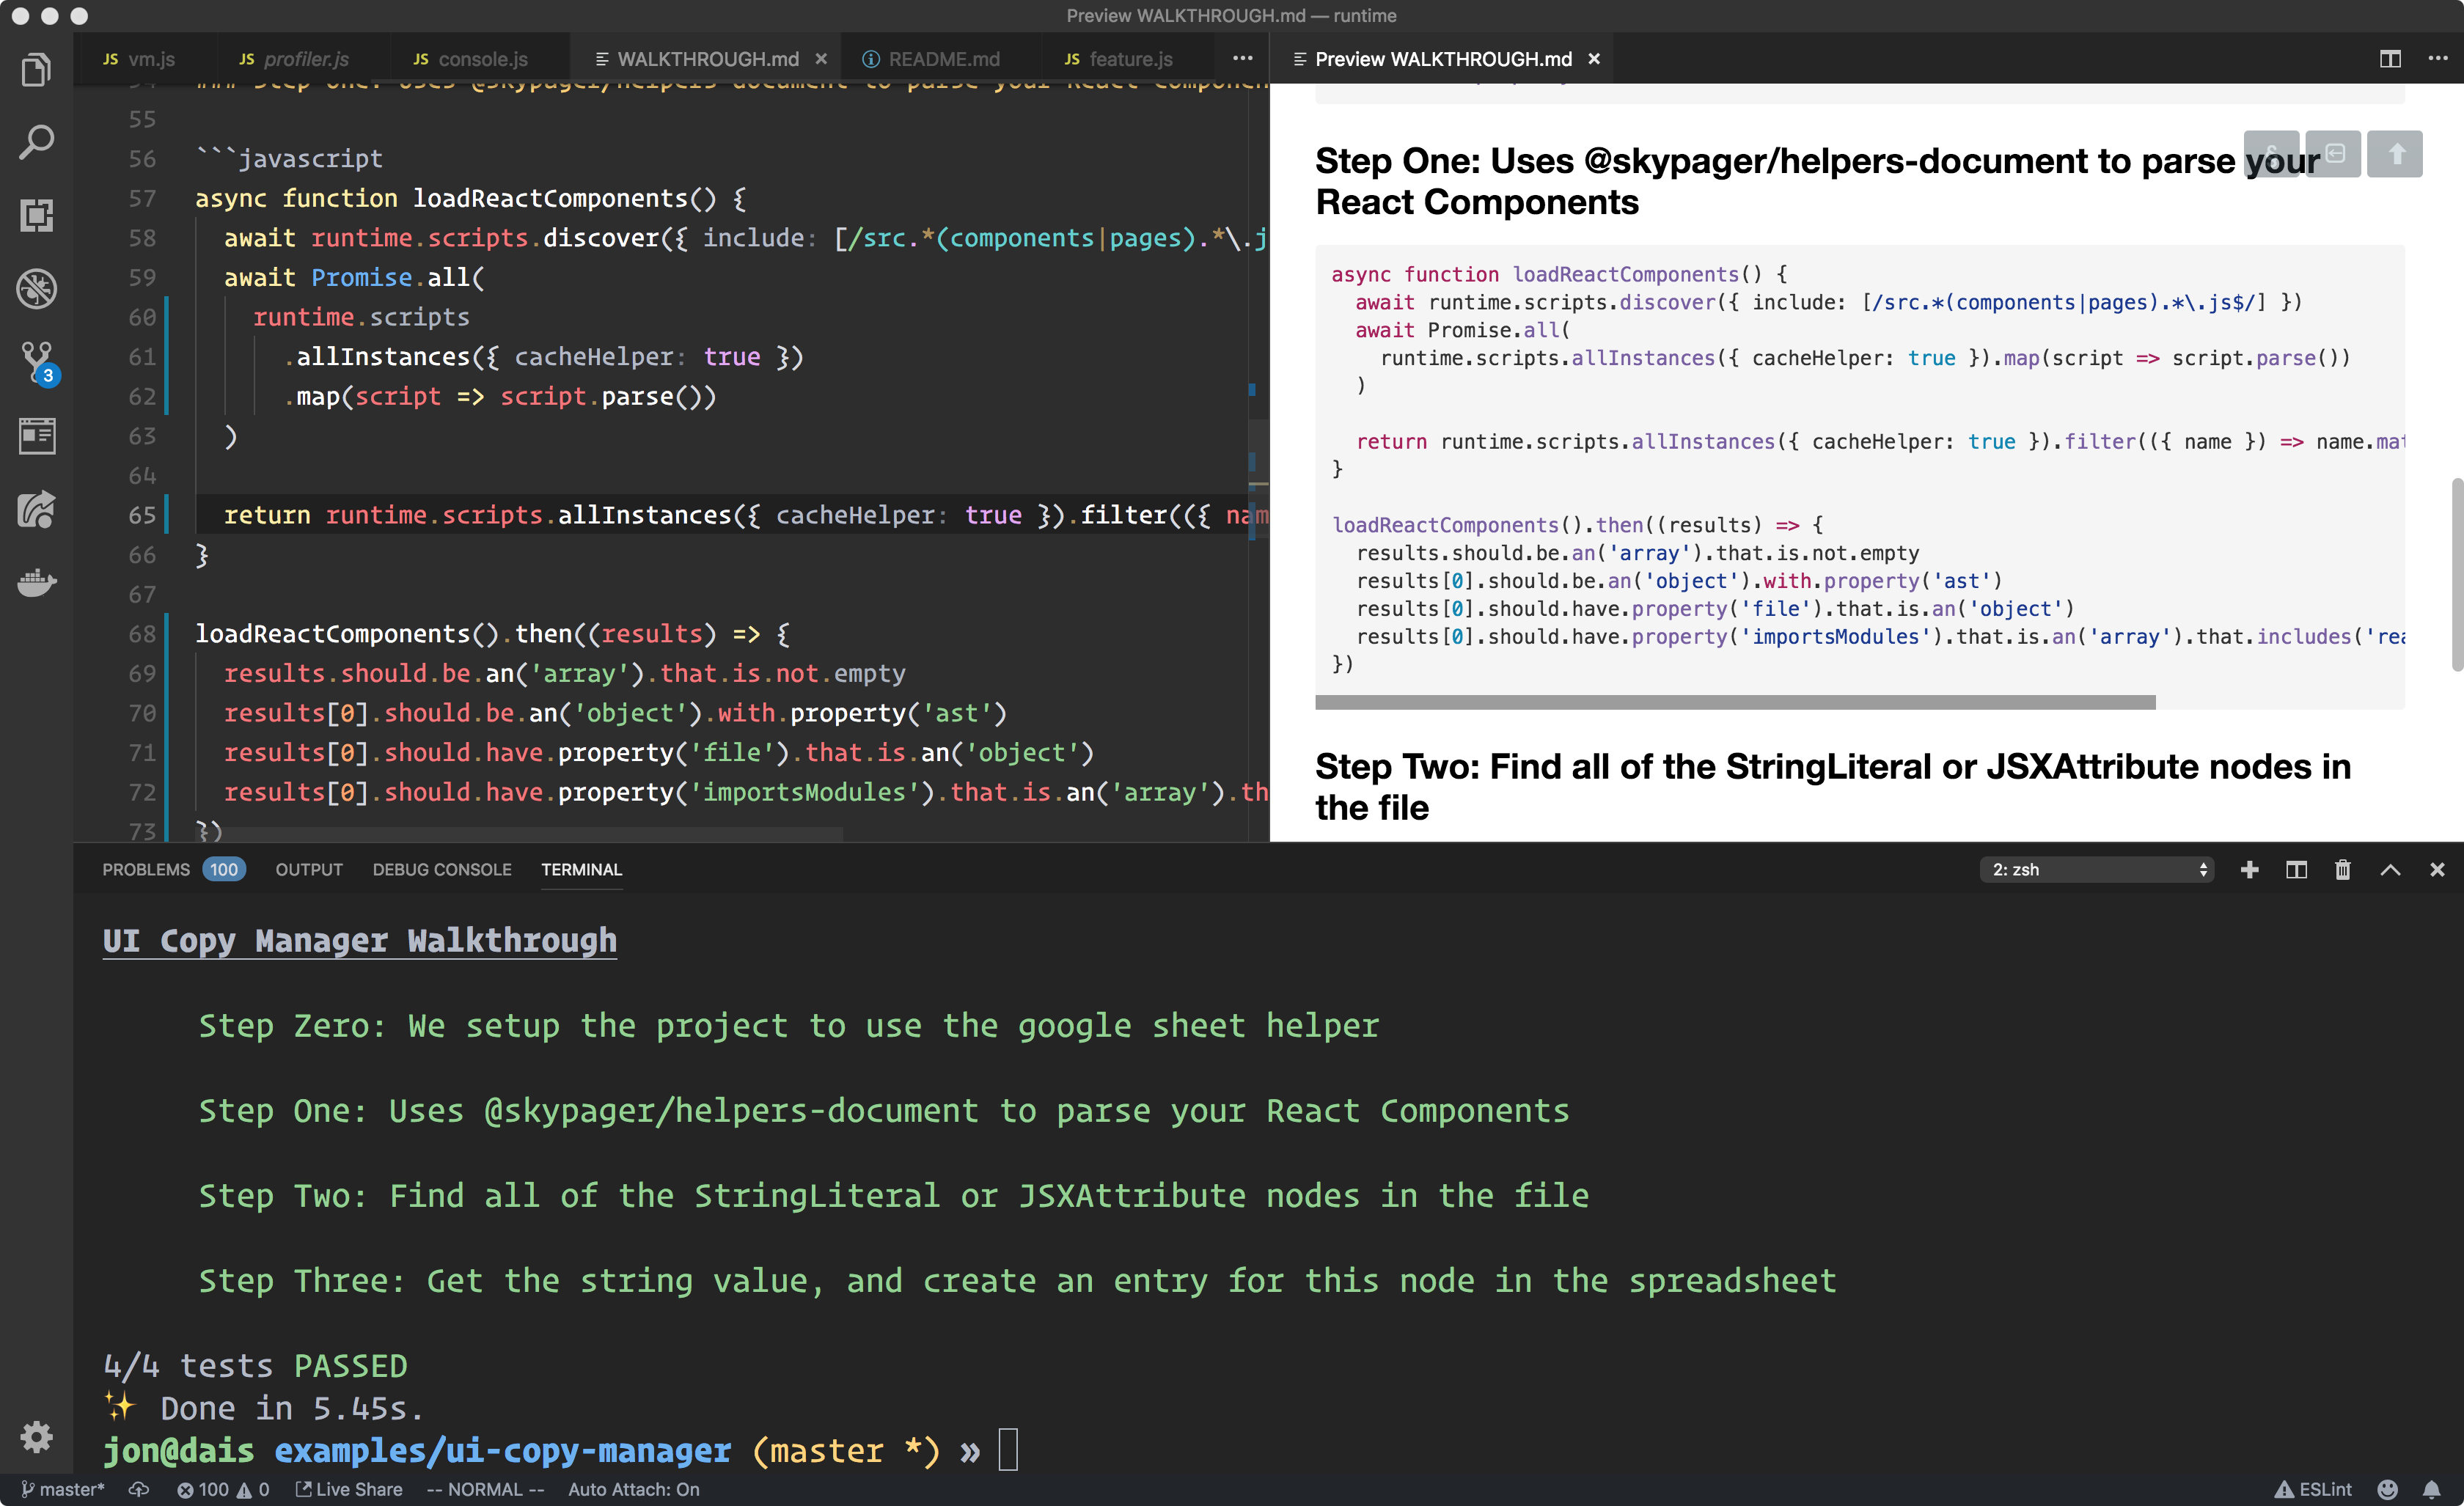 Preview WALKTHROUGH.md — runtime
JS vm.js
JS profiler.js
JS console.js
WALKTHROUGH.md
README.md
JS feature.js
Preview WALKTHROUGH.md
55
56 ```javascript
57 async function loadReactComponents() {
58 await runtime.scripts.discover({ include: [/src.*(components|pages).*\.j
59 await Promise.all(
60 runtime.scripts
61 .allInstances({ cacheHelper: true })
62 .map(script => script.parse())
63 )
64
65 return runtime.scripts.allInstances({ cacheHelper: true }).filter(({ nam
66 }
67
68 loadReactComponents().then((results) => {
69 results.should.be.an('array').that.is.not.empty
70 results[0].should.be.an('object').with.property('ast')
71 results[0].should.have.property('file').that.is.an('object')
72 results[0].should.have.property('importsModules').that.is.an('array').th
73 })
3
Step One: Uses @skypager/helpers-document to parse your
React Components
async function loadReactComponents() {
await runtime.scripts.discover({ include: [/src.*(components|pages).*\.js$/] })
await Promise.all(
runtime.scripts.allInstances({ cacheHelper: true }).map(script => script.parse())
)
return runtime.scripts.allInstances({ cacheHelper: true }).filter(({ name }) => name.mat
}
loadReactComponents().then((results) => {
results.should.be.an('array').that.is.not.empty
results[0].should.be.an('object').with.property('ast')
results[0].should.have.property('file').that.is.an('object')
results[0].should.have.property('importsModules').that.is.an('array').that.includes('rea
})
Step Two: Find all of the StringLiteral or JSXAttribute nodes in
the file
PROBLEMS 100 OUTPUT DEBUG CONSOLE TERMINAL
2: zsh
UI Copy Manager Walkthrough
Step Zero: We setup the project to use the google sheet helper
Step One: Uses @skypager/helpers-document to parse your React Components
Step Two: Find all of the StringLiteral or JSXAttribute nodes in the file
Step Three: Get the string value, and create an entry for this node in the spreadsheet
4/4 tests PASSED
✨ Done in 5.45s.
jon@dais examples/ui-copy-manager (master *) »
master* 100 0 Live Share -- NORMAL -- Auto Attach: On
ESLint